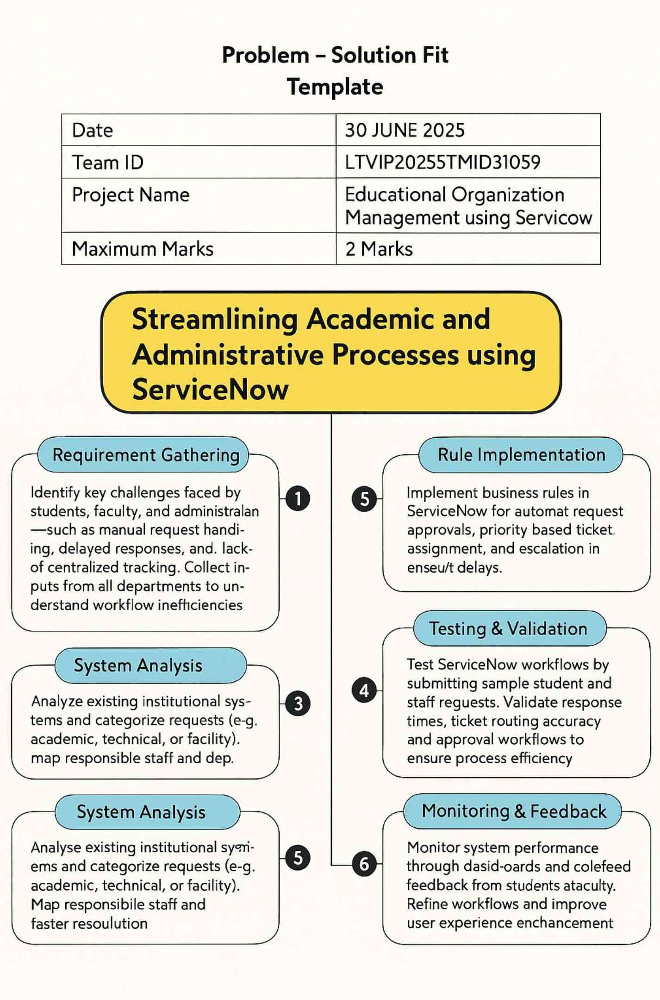 Problem – Solution Fit
Template
Date
30 JUNE 2025
Team ID
LTVIP20255TMID31059
Project Name
Educational Organization
Management using Servicow
Maximum Marks
2 Marks
Streamlining Academic and
Administrative Processes using
ServiceNow
Requirement Gathering
Identify key challenges faced by
students, faculty, and administralan
—such as manual request handi-
ing, delayed responses, and. lack-
of centralized tracking. Collect in-
puts from all departments to un-
derstand workflow inefficiencies
1
System Analysis
Analyze existing institutional sys-
tems and categorize requests (e-g.
academic, technical, or facility).
map responsible staff and dep.
3
System Analysis
Analyse existing institutional
ems and categorize requests (e-g.
academic, technical, or facility).
Map responsibile staff and
faster resoulution
5
Rule Implementation
Implement business rules in
ServiceNow for automat request
approvals, priority based ticket.
assignment, and escalation in
enseu/t delays.
5
Testing & Validation
Test ServiceNow workflows by
submitting sample student and
staff reguests. Validate response
times, ticket routing accuracy
and approval workflows to
ensure process efficiency
4
Monitoring & Feedback
Monitor system performance
through dasid-oards and colefeed
feedback from students ataculty.
Refine workflows and improve
user experience enchancement
6